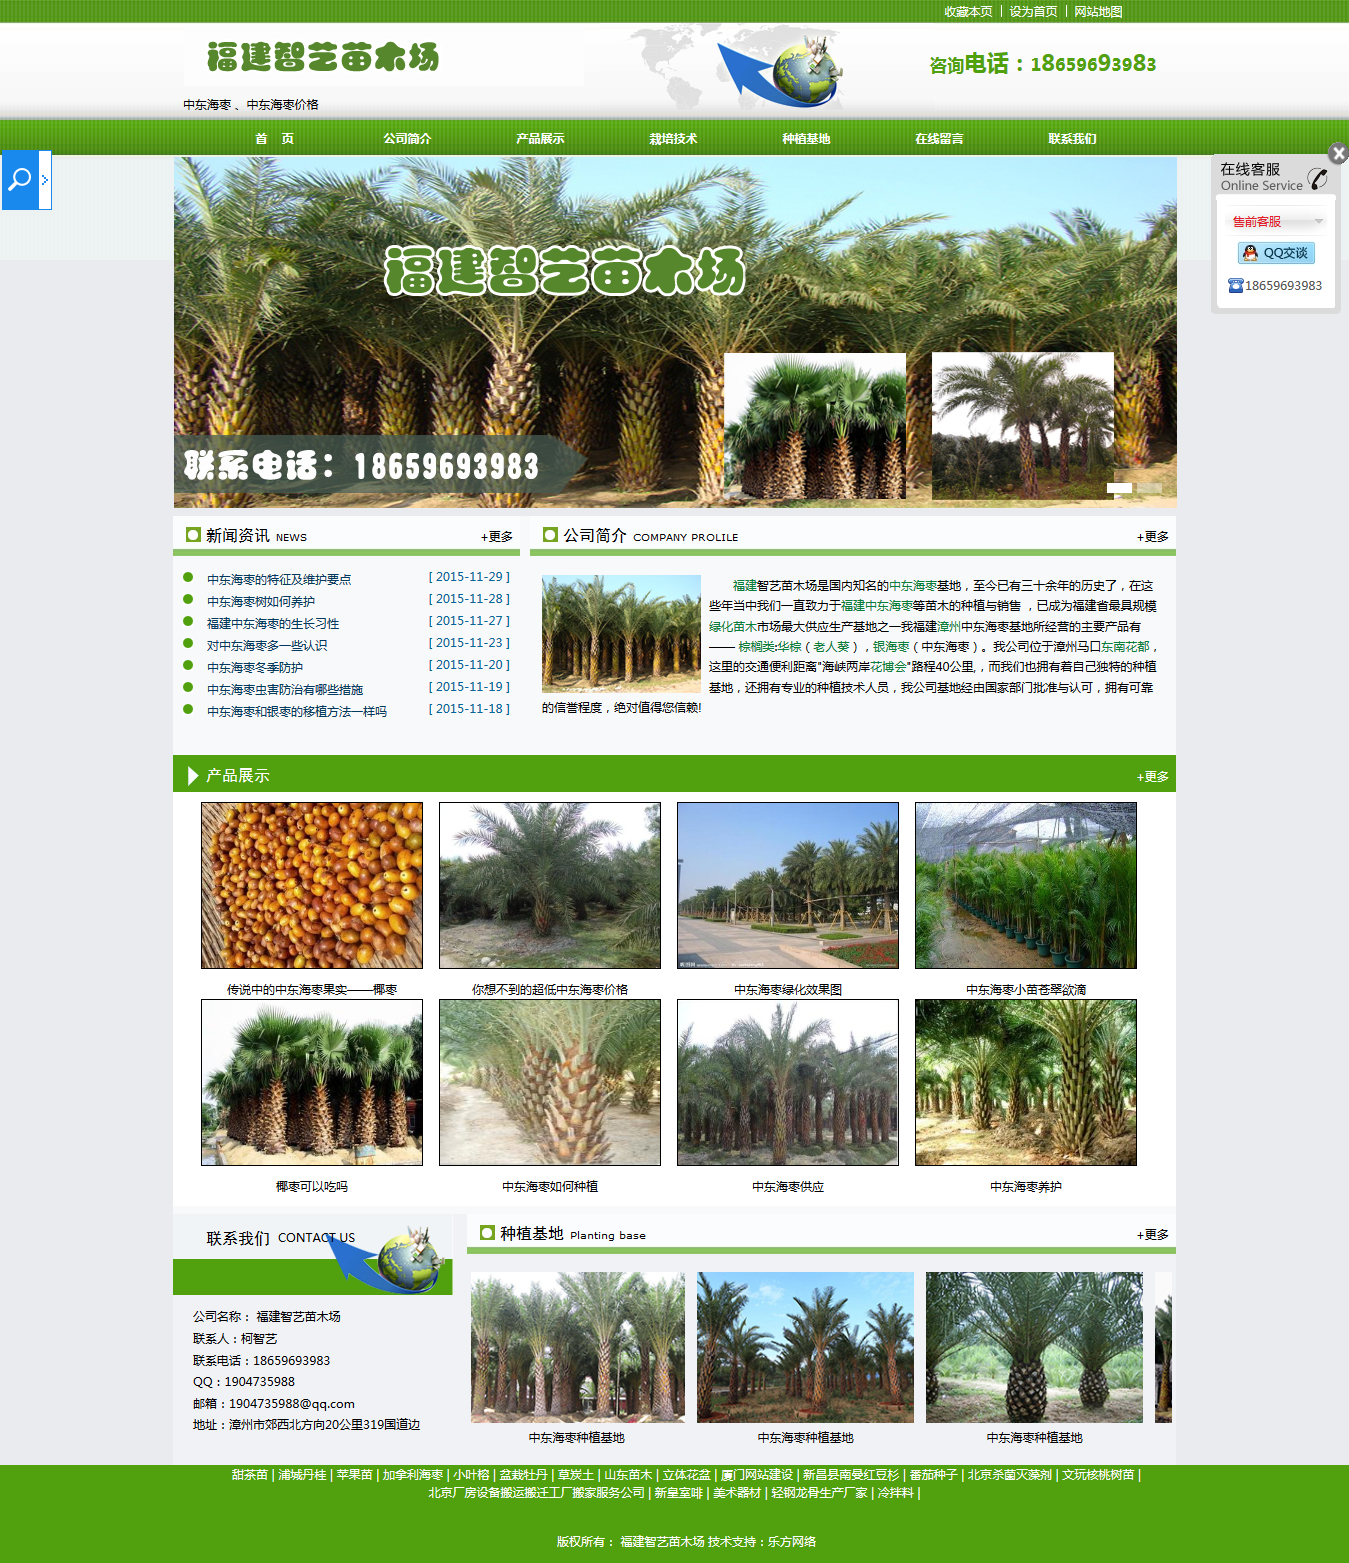 收藏本页 | 设为首页 | 网站地图
福建智艺苗木场
咨询电话：18659693983
中东海枣 、中东海枣价格
首 页 公司简介 产品展示 栽培技术 种植基地 在线留言 联系我们
在线客服
Online Service
售前客服
QQ交谈
18659693983
福建智艺苗木场
联系电话：18659693983
新闻资讯 NEWS +更多
中东海枣的特征及维护要点 [ 2015-11-29 ]
中东海枣树如何养护 [ 2015-11-28 ]
福建中东海枣的生长习性 [ 2015-11-27 ]
对中东海枣多一些认识 [ 2015-11-23 ]
中东海枣冬季防护 [ 2015-11-20 ]
中东海枣虫害防治有哪些措施 [ 2015-11-19 ]
中东海枣和银枣的移植方法一样吗 [ 2015-11-18 ]
公司简介 COMPANY PROLILE +更多
福建智艺苗木场是国内知名的中东海枣基地，至今已有三十余年的历史了，在这
些年当中我们一直致力于福建中东海枣等苗木的种植与销售 ，已成为福建省最具规模
绿化苗木市场最大供应生产基地之一我福建漳州中东海枣基地所经营的主要产品有
—— 棕榈类:华棕（老人葵），银海枣（中东海枣）。我公司位于漳州马口东南花都，
这里的交通便利距斋"海峡两岸花博会"路程40公里,，而我们也拥有着自己独特的种植
基地，还拥有专业的种植技术人员，我公司基地经由国家部门批准与认可，拥有可靠
的信誉程度，绝对值得您信赖!
产品展示 +更多
传说中的中东海枣果实——椰枣 你想不到的超低中东海枣价格 中东海枣绿化效果图 中东海枣小苗苍翠欲滴
椰枣可以吃吗 中东海枣如何种植 中东海枣供应 中东海枣养护
联系我们 CONTACT US
公司名称： 福建智艺苗木场
联系人：柯智艺
联系电话：18659693983
QQ：1904735988
邮箱：1904735988@qq.com
地址：漳州市郊西北方向20公里319国道边
种植基地 Planting base +更多
中东海枣种植基地 中东海枣种植基地 中东海枣种植基地
甜茶苗 | 浦城丹桂 | 苹果苗 | 加拿利海枣 | 小叶榕 | 盆栽牡丹 | 草炭土 | 山东苗木 | 立体花盆 | 厦门网站建设 | 新昌县南曼红豆杉 | 番茄种子 | 北京杀菌灭藻剂 | 文玩核桃树苗 |
北京厂房设备搬运搬迁工厂搬家服务公司 | 新皇室啡 | 美术器材 | 轻钢龙骨生产厂家 | 冷拌料 |
版权所有： 福建智艺苗木场 技术支持：乐方网络